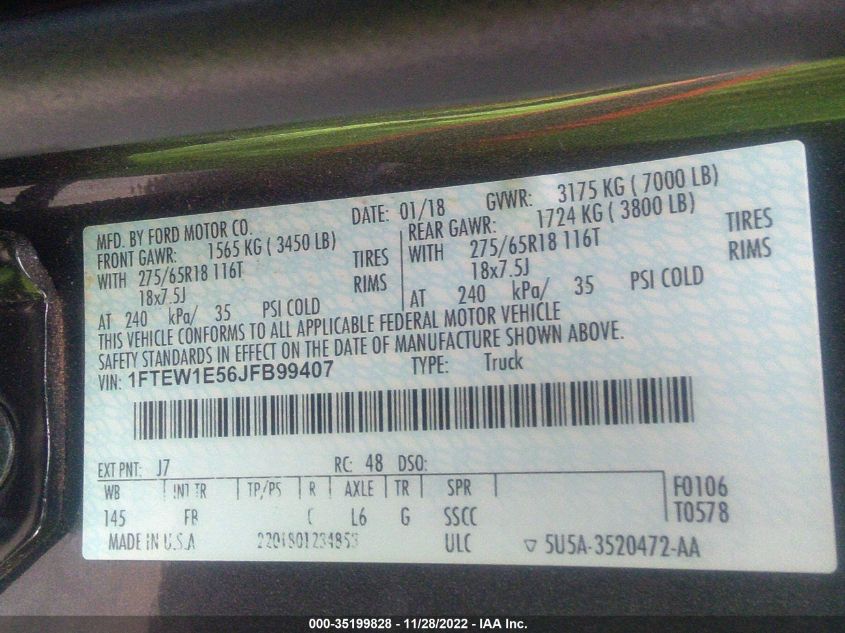 MFD. BY FORD MOTOR CO. DATE: 01/18 GVWR: 3175 KG ( 7000 LB)
FRONT GAWR: 1565 KG ( 3450 LB) REAR GAWR: 1724 KG ( 3800 LB)
WITH 275/65R18 116T TIRES WITH 275/65R18 116T TIRES
18x7.5J RIMS 18x7.5J RIMS
AT 240 kPa/ 35 PSI COLD AT 240 kPa/ 35 PSI COLD
THIS VEHICLE CONFORMS TO ALL APPLICABLE FEDERAL MOTOR VEHICLE
SAFETY STANDARDS IN EFFECT ON THE DATE OF MANUFACTURE SHOWN ABOVE.
VIN: 1FTEW1E56JFB99407 TYPE: Truck
EXT PNT: J7 RC: 48 DSO:
WB INT TR TP/PS R AXLE TR SPR F0106
145 FB L6 G SSCC T0578
MADE IN U.S.A 2201801234853 ULC ▽ 5U5A-3520472-AA
000-35199828 - 11/28/2022 - IAA Inc.